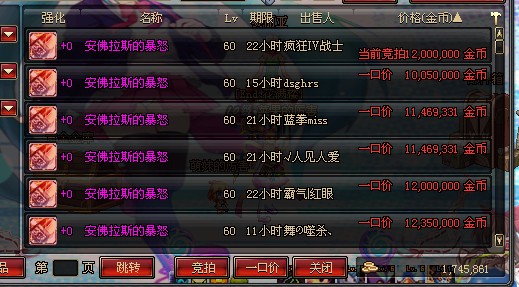 强化 名称 Lv 期限 出售人 价格(金币)▲
+0 安佛拉斯的暴怒 60 22小时 疯狂IV战士 当前竞拍 12,000,000 金币
+0 安佛拉斯的暴怒 60 15小时 dsghrs 一口价 10,050,000 金币
+0 安佛拉斯的暴怒 60 21小时 蓝拳miss 一口价 11,469,331 金币
+0 安佛拉斯的暴怒 60 21小时 √人见人爱 一口价 11,469,331 金币
+0 安佛拉斯的暴怒 60 22小时 霸气|红眼 一口价 12,000,000 金币
+0 安佛拉斯的暴怒 60 11小时 一口价 12,350,000 金币
品 第 页 跳转 竞拍 一口价 关闭 1,745,861